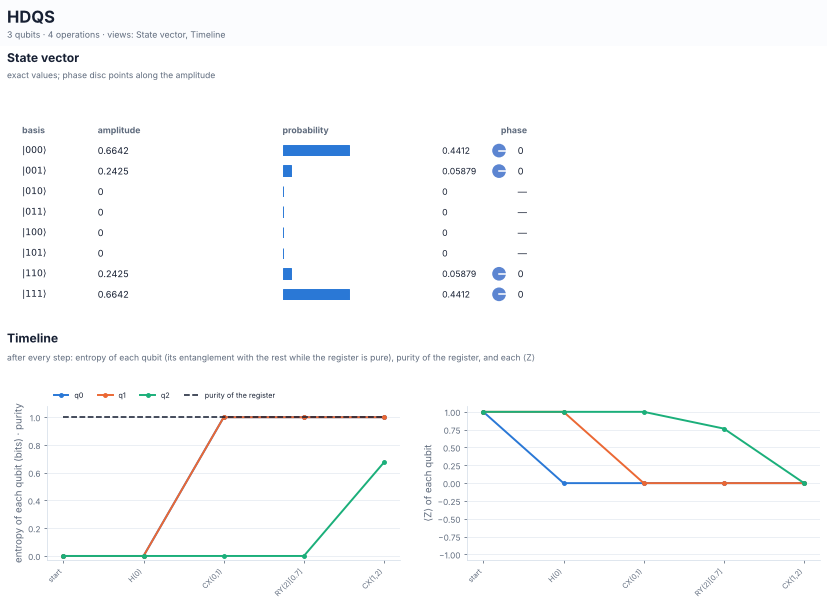 HDQS
3 qubits · 4 operations · views: State vector, Timeline
State vector
exact values; phase disc points along the amplitude
basis amplitude probability phase
|000⟩ 0.6642 0.4412 0
|001⟩ 0.2425 0.05879 0
|010⟩ 0 0 —
|011⟩ 0 0 —
|100⟩ 0 0 —
|101⟩ 0 0 —
|110⟩ 0.2425 0.05879 0
|111⟩ 0.6642 0.4412 0
Timeline
after every step: entropy of each qubit (its entanglement with the rest while the register is pure), purity of the register, and each ⟨Z⟩
q0 q1 q2 purity of the register
entropy of each qubit (bits) · purity
1.0
0.8
0.6
0.4
0.2
0.0
start
H(0)
CX(0,1)
RY(2)[0.7]
CX(1,2)
⟨Z⟩ of each qubit
1.00
0.75
0.50
0.25
0.00
−0.25
−0.50
−0.75
−1.00
start
H(0)
CX(0,1)
RY(2)[0.7]
CX(1,2)